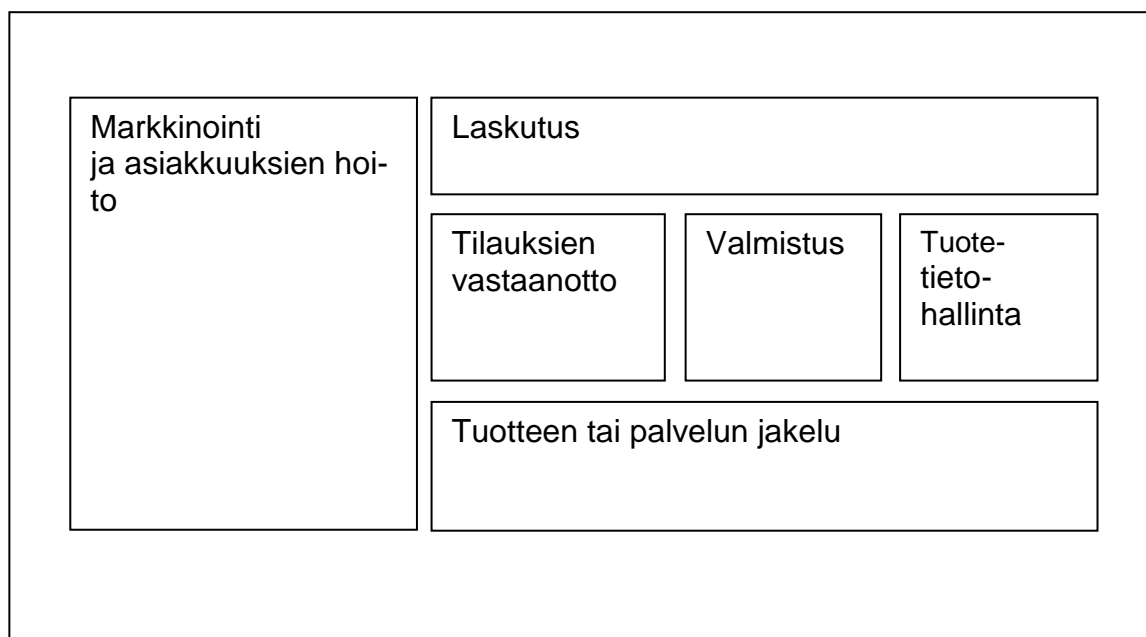 Markkinointi
ja asiakkuuksien hoi-
to
Laskutus
Tilauksien
vastaanotto
Valmistus
Tuote-
tieto-
hallinta
Tuotteen tai palvelun jakelu